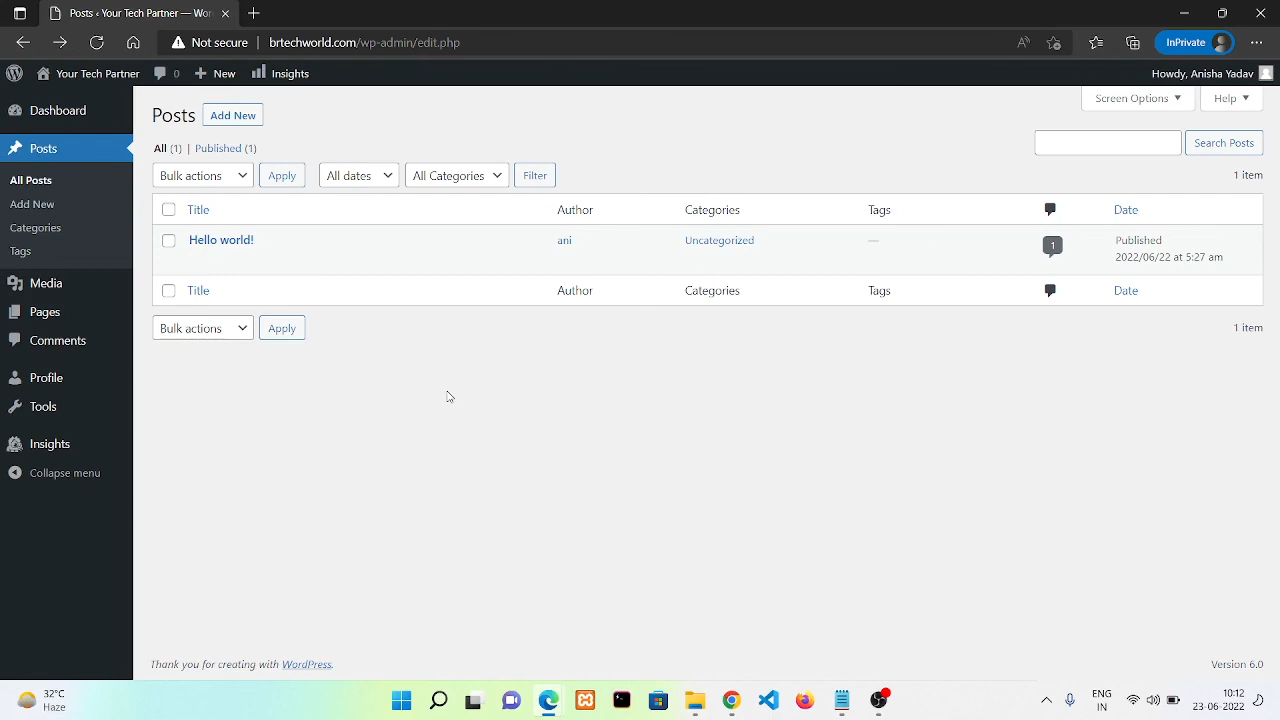 Posts ‹ Your Tech Partner — Wor
Not secure | brtechworld.com/wp-admin/edit.php
InPrivate
Your Tech Partner 0 New Insights
Howdy, Anisha Yadav
Dashboard
Posts
All Posts
Add New
Categories
Tags
Media
Pages
Comments
Profile
Tools
Insights
Collapse menu
Screen Options Help
Posts Add New
All (1) | Published (1)
Search Posts
Bulk actions Apply All dates All Categories Filter
1 item
Title Author Categories Tags Date
Hello world! ani Uncategorized — 1 Published
2022/06/22 at 5:27 am
Title Author Categories Tags Date
Bulk actions Apply
1 item
Thank you for creating with WordPress.
Version 6.0
32°C
Haze
ENG
IN
10:12
23-06-2022